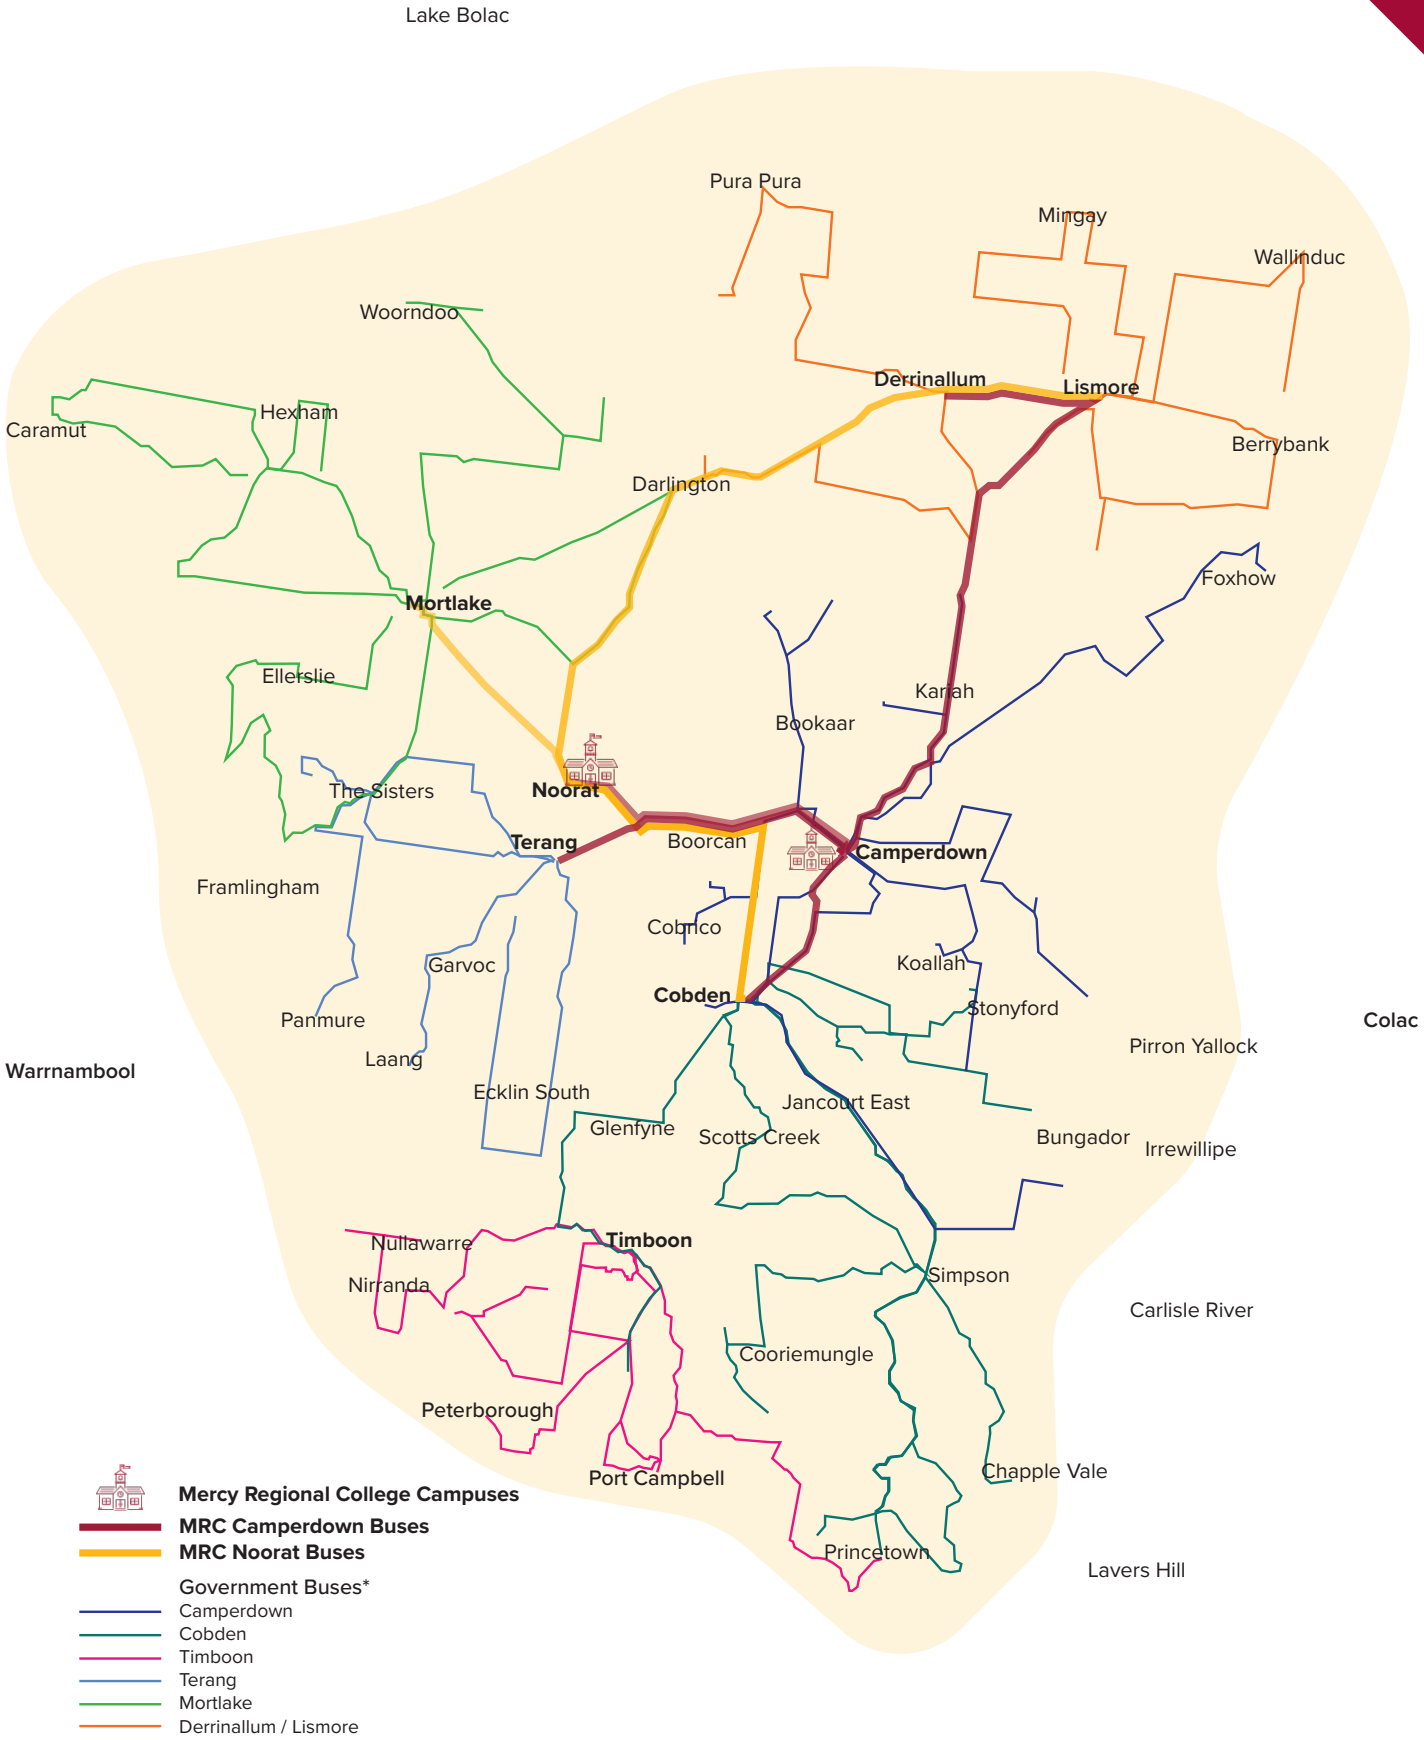 Lake Bolac
Pura Pura
Mingay
Wallinduc
Woorndoo
Derrinallum
Lismore
Hexham
Caramut
Berrybank
Darlington
Foxhow
Mortlake
Ellerslie
Kariah
Bookaar
The Sisters
Noorat
Terang
Boorcan
Camperdown
Framlingham
Cobrico
Garvoc
Koallah
Cobden
Stonyford
Panmure
Colac
Pirron Yallock
Laang
Warrnambool
Ecklin South
Jancourt East
Glenfyne
Scotts Creek
Bungador
Irrewillipe
Nullawarre
Timboon
Nirranda
Simpson
Carlisle River
Cooriemungle
Peterborough
Port Campbell
Chapple Vale
Princetown
Lavers Hill
Mercy Regional College Campuses
MRC Camperdown Buses
MRC Noorat Buses
Government Buses*
Camperdown
Cobden
Timboon
Terang
Mortlake
Derrinallum / Lismore